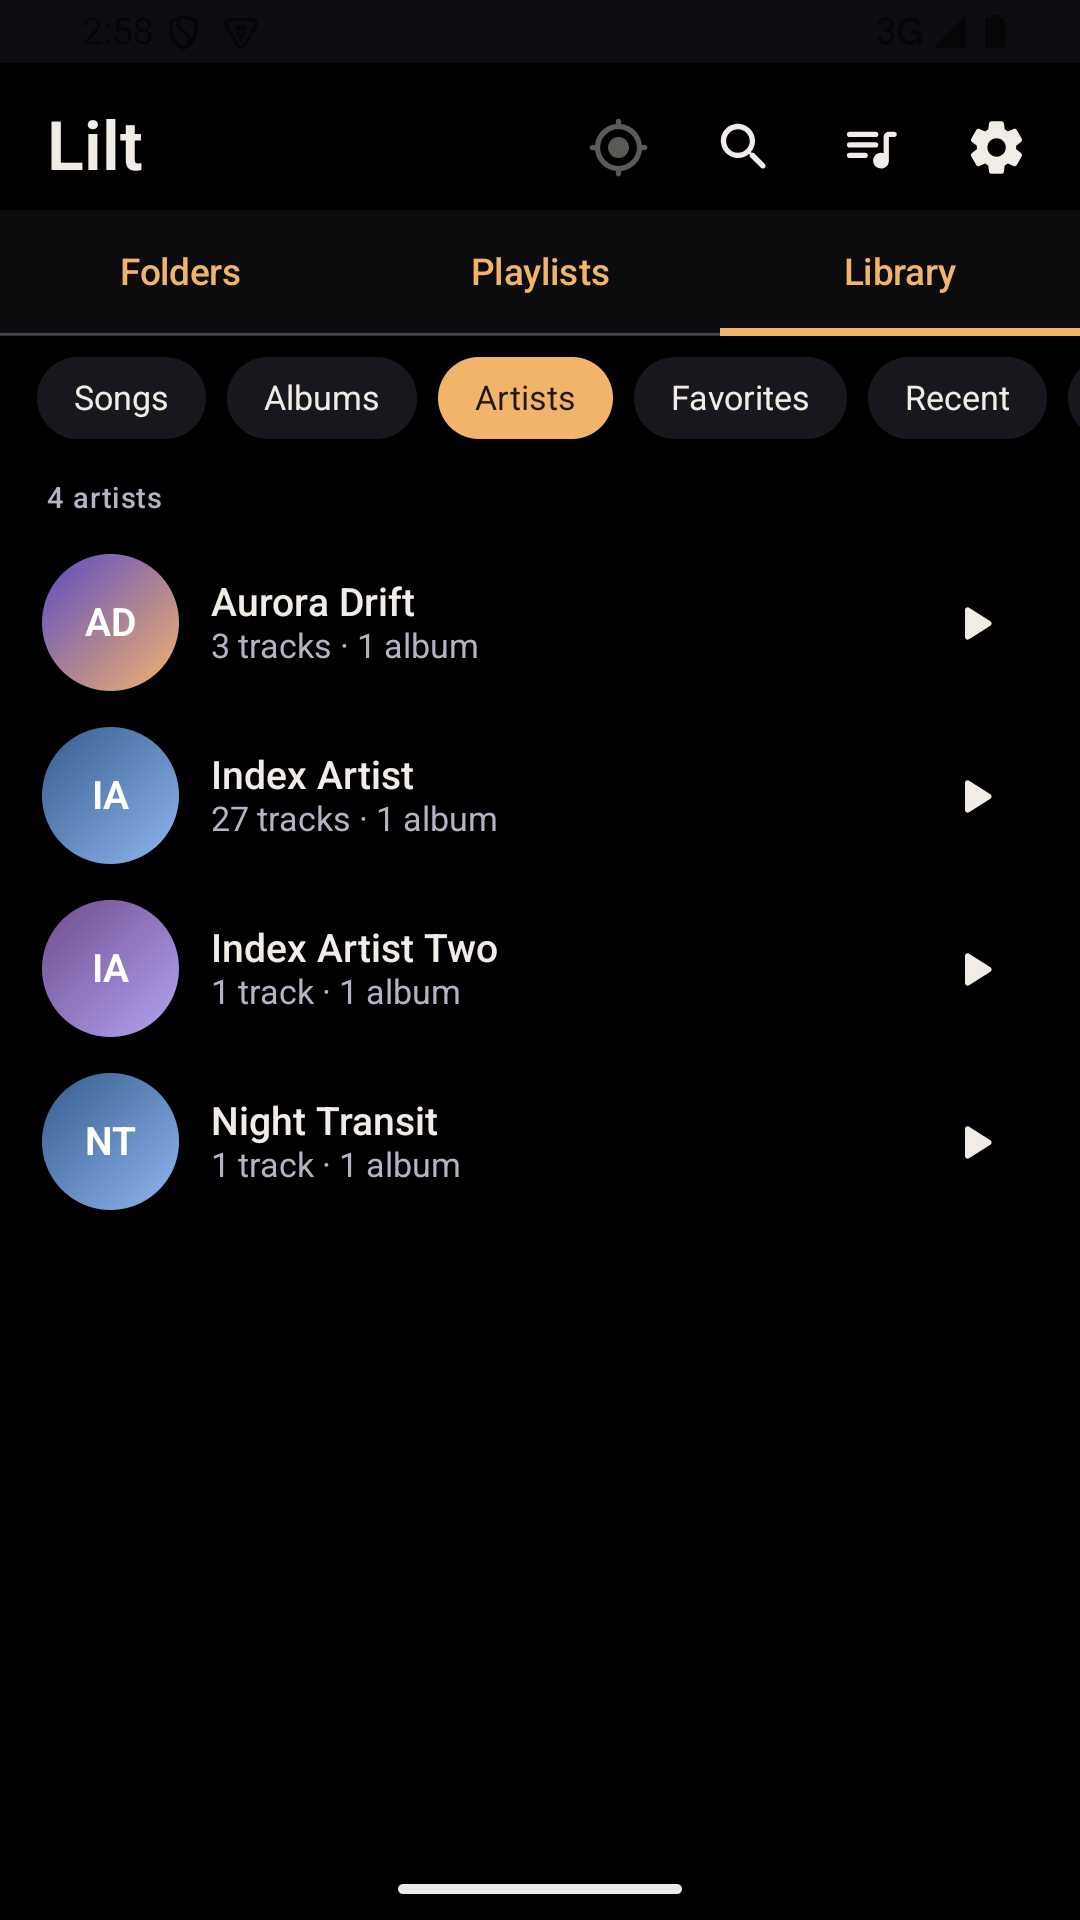 2:58 3G
Lilt
Folders Playlists Library
Songs Albums Artists Favorites Recent
4 artists
AD Aurora Drift
3 tracks · 1 album
IA Index Artist
27 tracks · 1 album
IA Index Artist Two
1 track · 1 album
NT Night Transit
1 track · 1 album